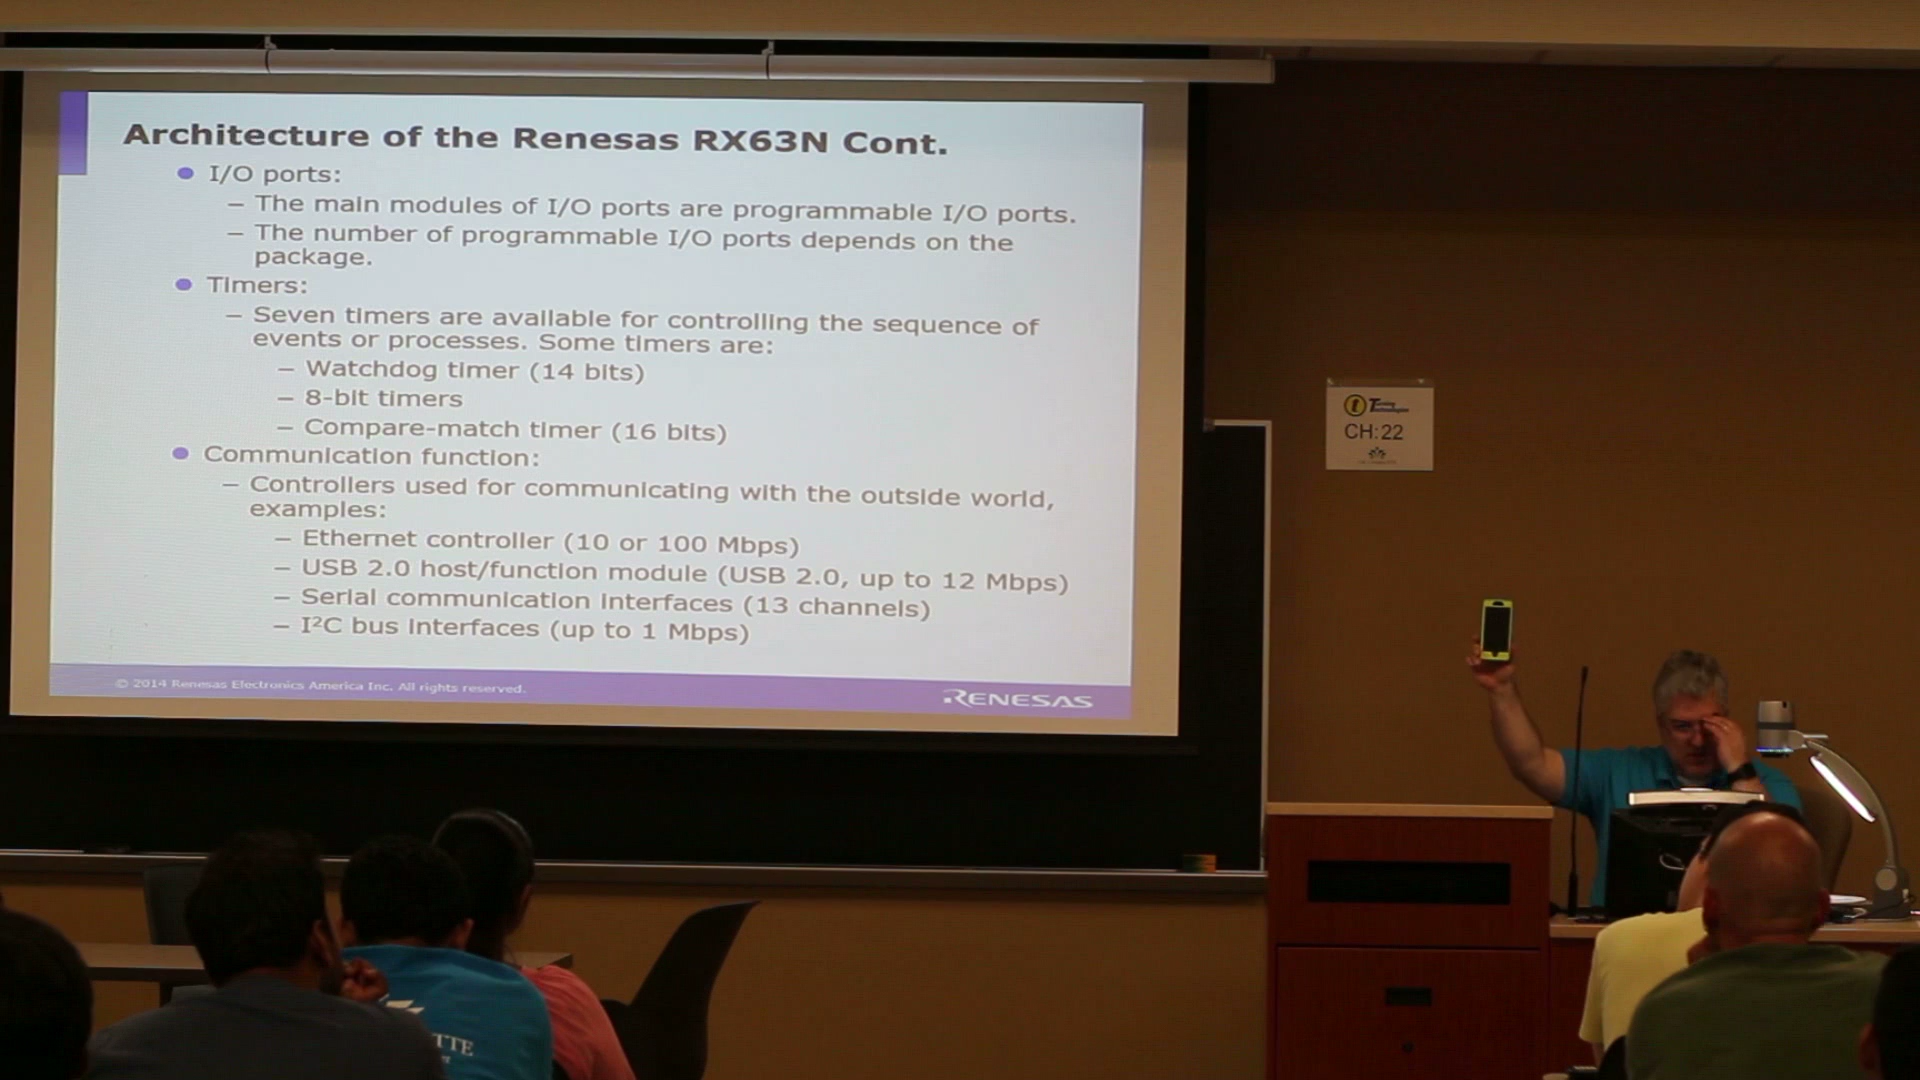 Architecture of the Renesas RX63N Cont.
● I/O ports:
– The main modules of I/O ports are programmable I/O ports.
– The number of programmable I/O ports depends on the
package.
● Timers:
– Seven timers are available for controlling the sequence of
events or processes. Some timers are:
– Watchdog timer (14 bits)
– 8-bit timers
– Compare-match timer (16 bits)
● Communication function:
– Controllers used for communicating with the outside world,
examples:
– Ethernet controller (10 or 100 Mbps)
– USB 2.0 host/function module (USB 2.0, up to 12 Mbps)
– Serial communication interfaces (13 channels)
– I²C bus interfaces (up to 1 Mbps)
© 2014 Renesas Electronics America Inc. All rights reserved.
RENESAS
Turning
Technologies
CH:22
TTE